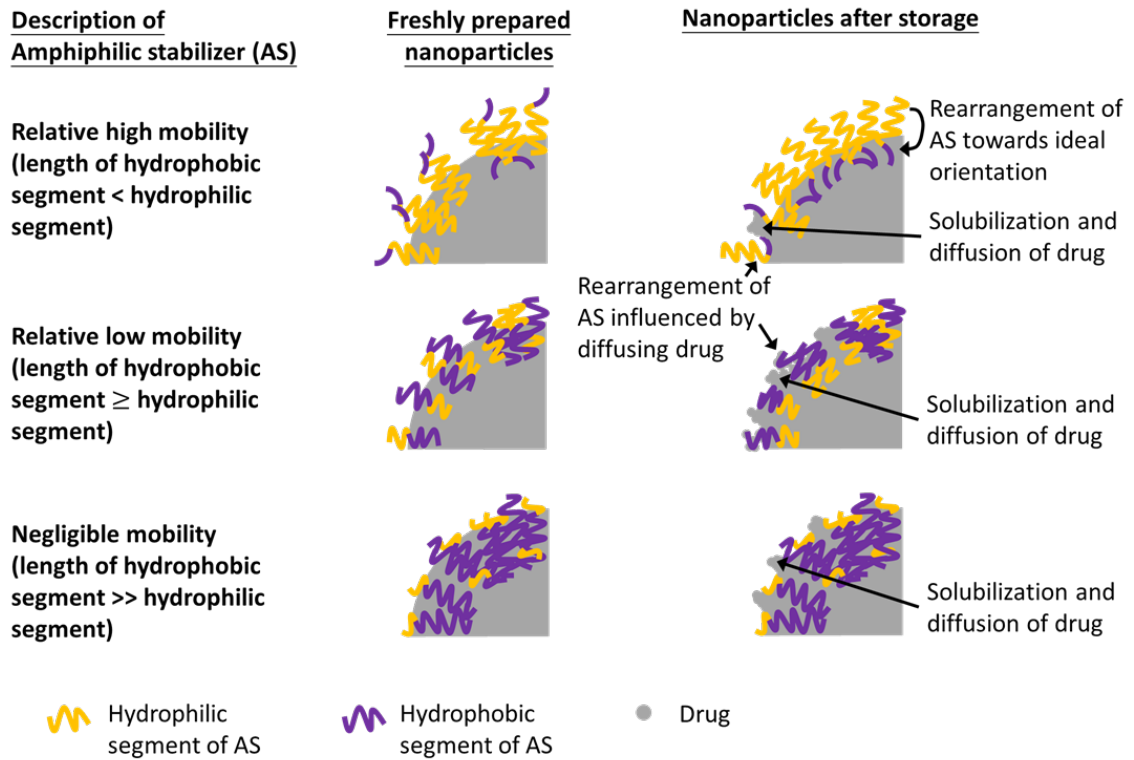 Description of
Amphiphilic stabilizer (AS)
Freshly prepared
nanoparticles
Nanoparticles after storage
Relative high mobility
(length of hydrophobic
segment < hydrophilic
segment)
Rearrangement of
AS towards ideal
orientation
Solubilization and
diffusion of drug
Rearrangement of
AS influenced by
diffusing drug
Relative low mobility
(length of hydrophobic
segment ≥ hydrophilic
segment)
Solubilization and
diffusion of drug
Negligible mobility
(length of hydrophobic
segment >> hydrophilic
segment)
Solubilization and
diffusion of drug
Hydrophilic
segment of AS
Hydrophobic
segment of AS
Drug